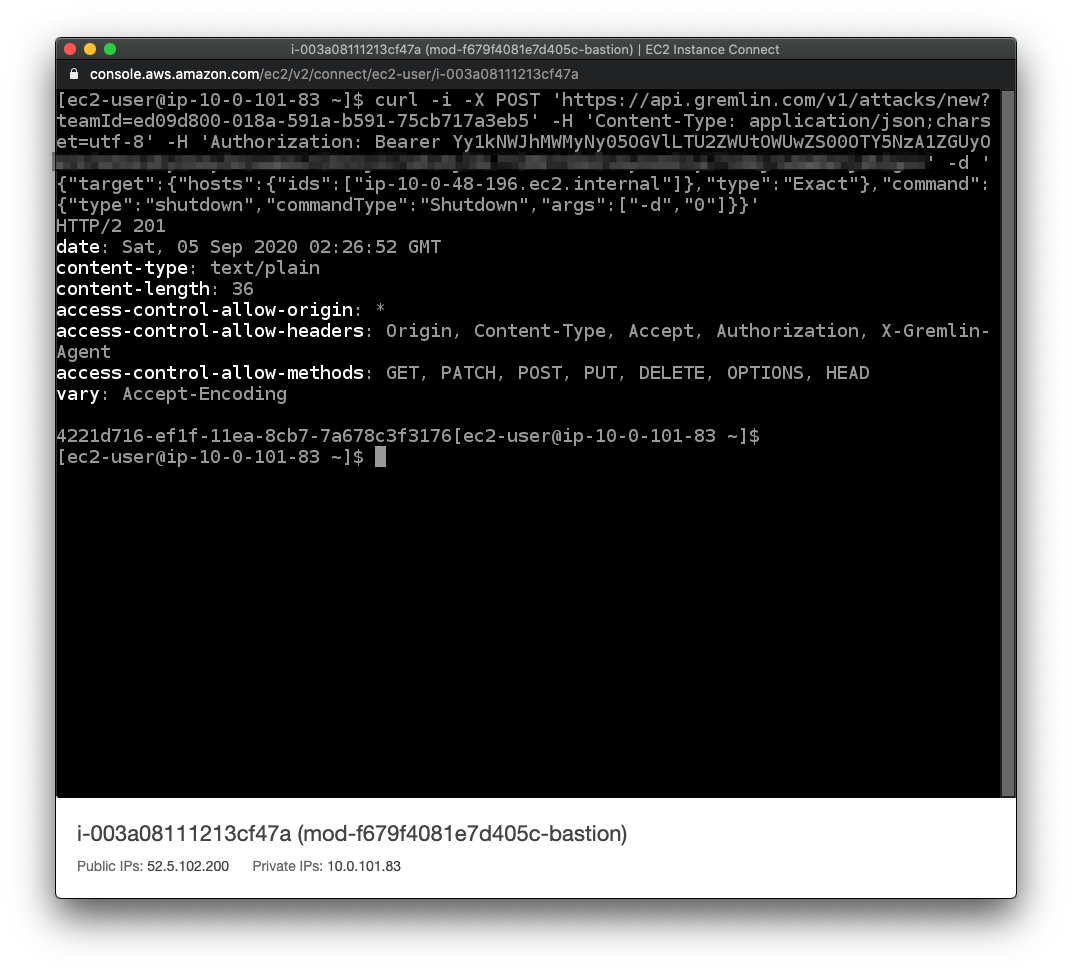 i-003a08111213cf47a (mod-f679f4081e7d405c-bastion) | EC2 Instance Connect
console.aws.amazon.com/ec2/v2/connect/ec2-user/i-003a08111213cf47a
[ec2-user@ip-10-0-101-83 ~]$ curl -i -X POST 'https://api.gremlin.com/v1/attacks/new?
teamId=ed09d800-018a-591a-b591-75cb717a3eb5' -H 'Content-Type: application/json;chars
et=utf-8' -H 'Authorization: Bearer Yy1kNWJhMWMyNy05OGVlLTU2ZWUtOWUwZS00OTY5NzA1ZGUyO
' -d '
{"target":{"hosts":{"ids":["ip-10-0-48-196.ec2.internal"]},"type":"Exact"},"command":
{"type":"shutdown","commandType":"Shutdown","args":["-d","0"]}}'
HTTP/2 201
date: Sat, 05 Sep 2020 02:26:52 GMT
content-type: text/plain
content-length: 36
access-control-allow-origin: *
access-control-allow-headers: Origin, Content-Type, Accept, Authorization, X-Gremlin-
Agent
access-control-allow-methods: GET, PATCH, POST, PUT, DELETE, OPTIONS, HEAD
vary: Accept-Encoding
4221d716-ef1f-11ea-8cb7-7a678c3f3176[ec2-user@ip-10-0-101-83 ~]$
[ec2-user@ip-10-0-101-83 ~]$
i-003a08111213cf47a (mod-f679f4081e7d405c-bastion)
Public IPs: 52.5.102.200 Private IPs: 10.0.101.83